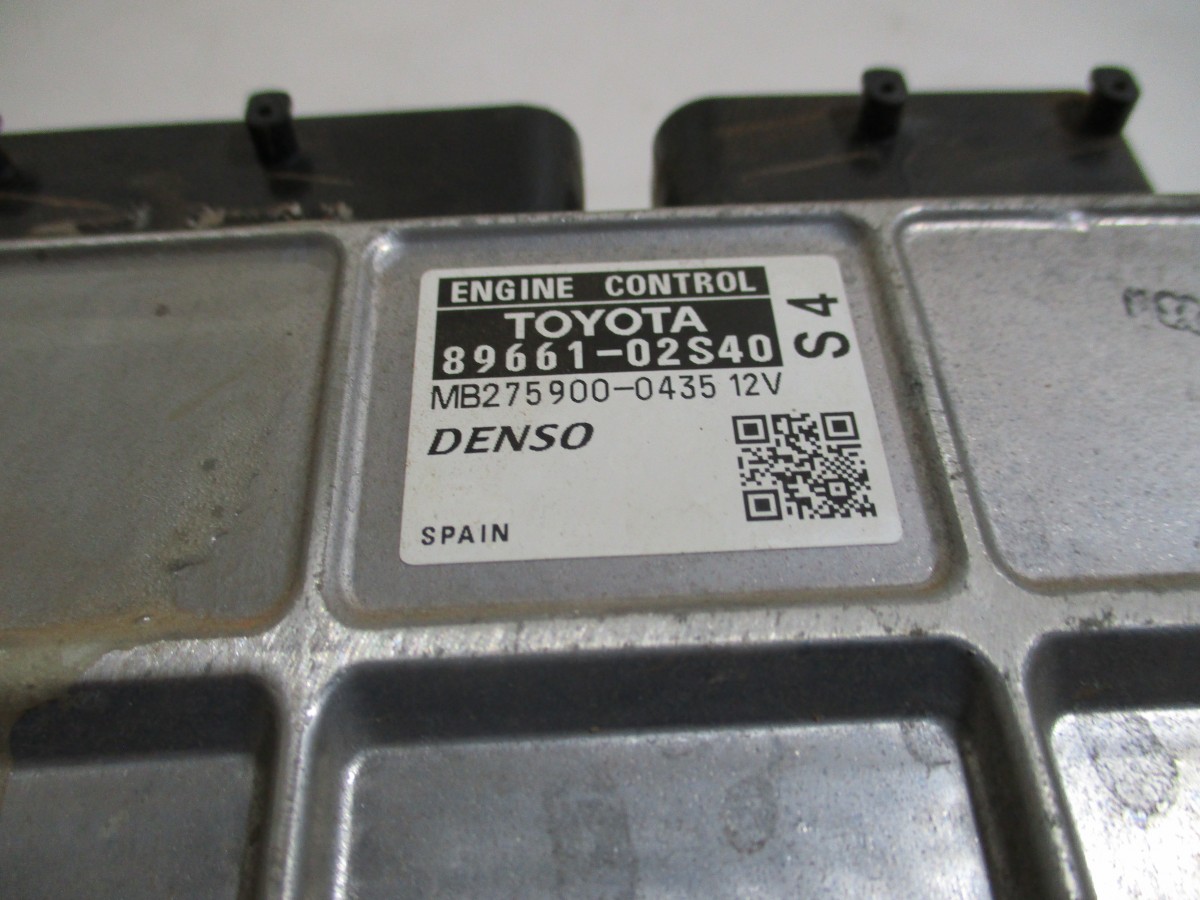 ENGINE CONTROL
TOYOTA
89661-02S40
S4
MB275900-0435 12V
DENSO
SPAIN